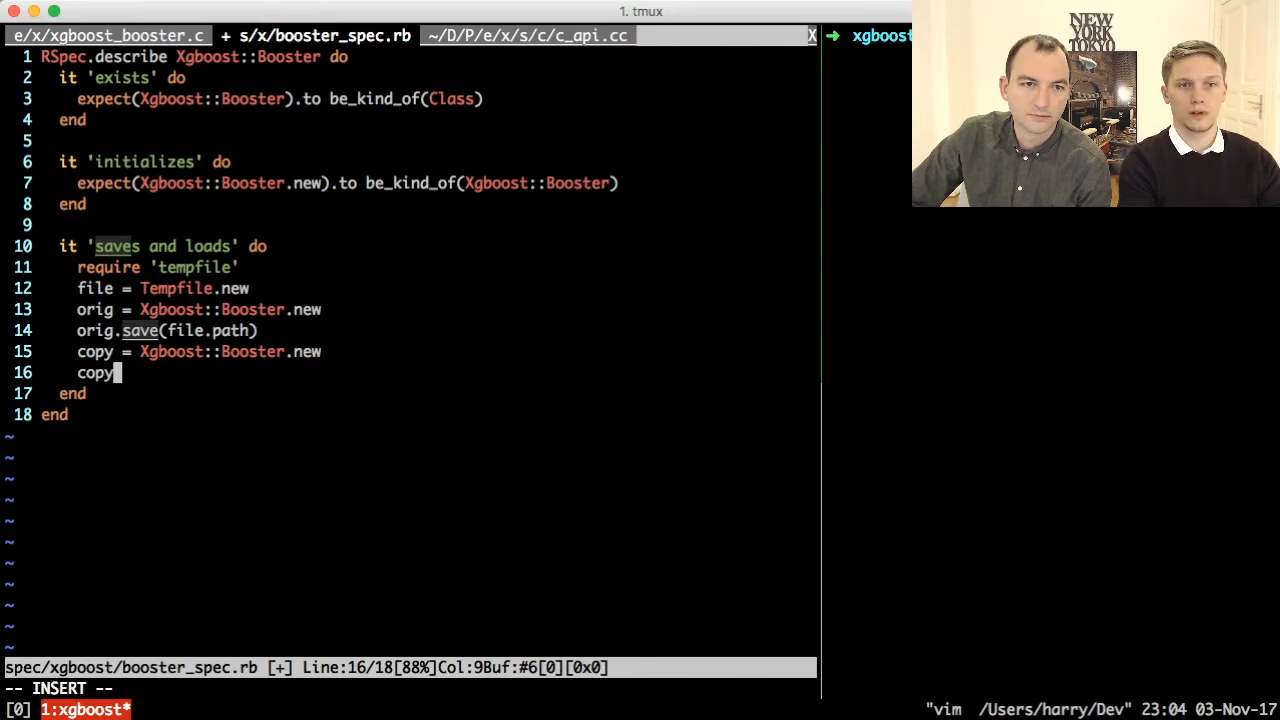 1. tmux
e/x/xgboost_booster.c + s/x/booster_spec.rb ~/D/P/e/x/s/c/c_api.cc X ➜ xgboost
1 RSpec.describe Xgboost::Booster do
2 it 'exists' do
3 expect(Xgboost::Booster).to be_kind_of(Class)
4 end
5
6 it 'initializes' do
7 expect(Xgboost::Booster.new).to be_kind_of(Xgboost::Booster)
8 end
9
10 it 'saves and loads' do
11 require 'tempfile'
12 file = Tempfile.new
13 orig = Xgboost::Booster.new
14 orig.save(file.path)
15 copy = Xgboost::Booster.new
16 copy
17 end
18 end
~
~
~
~
~
~
~
~
~
~
~
spec/xgboost/booster_spec.rb [+] Line:16/18[88%]Col:9Buf:#6[0][0x0]
-- INSERT --
[0] 1:xgboost* "vim /Users/harry/Dev" 23:04 03-Nov-17
NEW
YORK
TOKYO